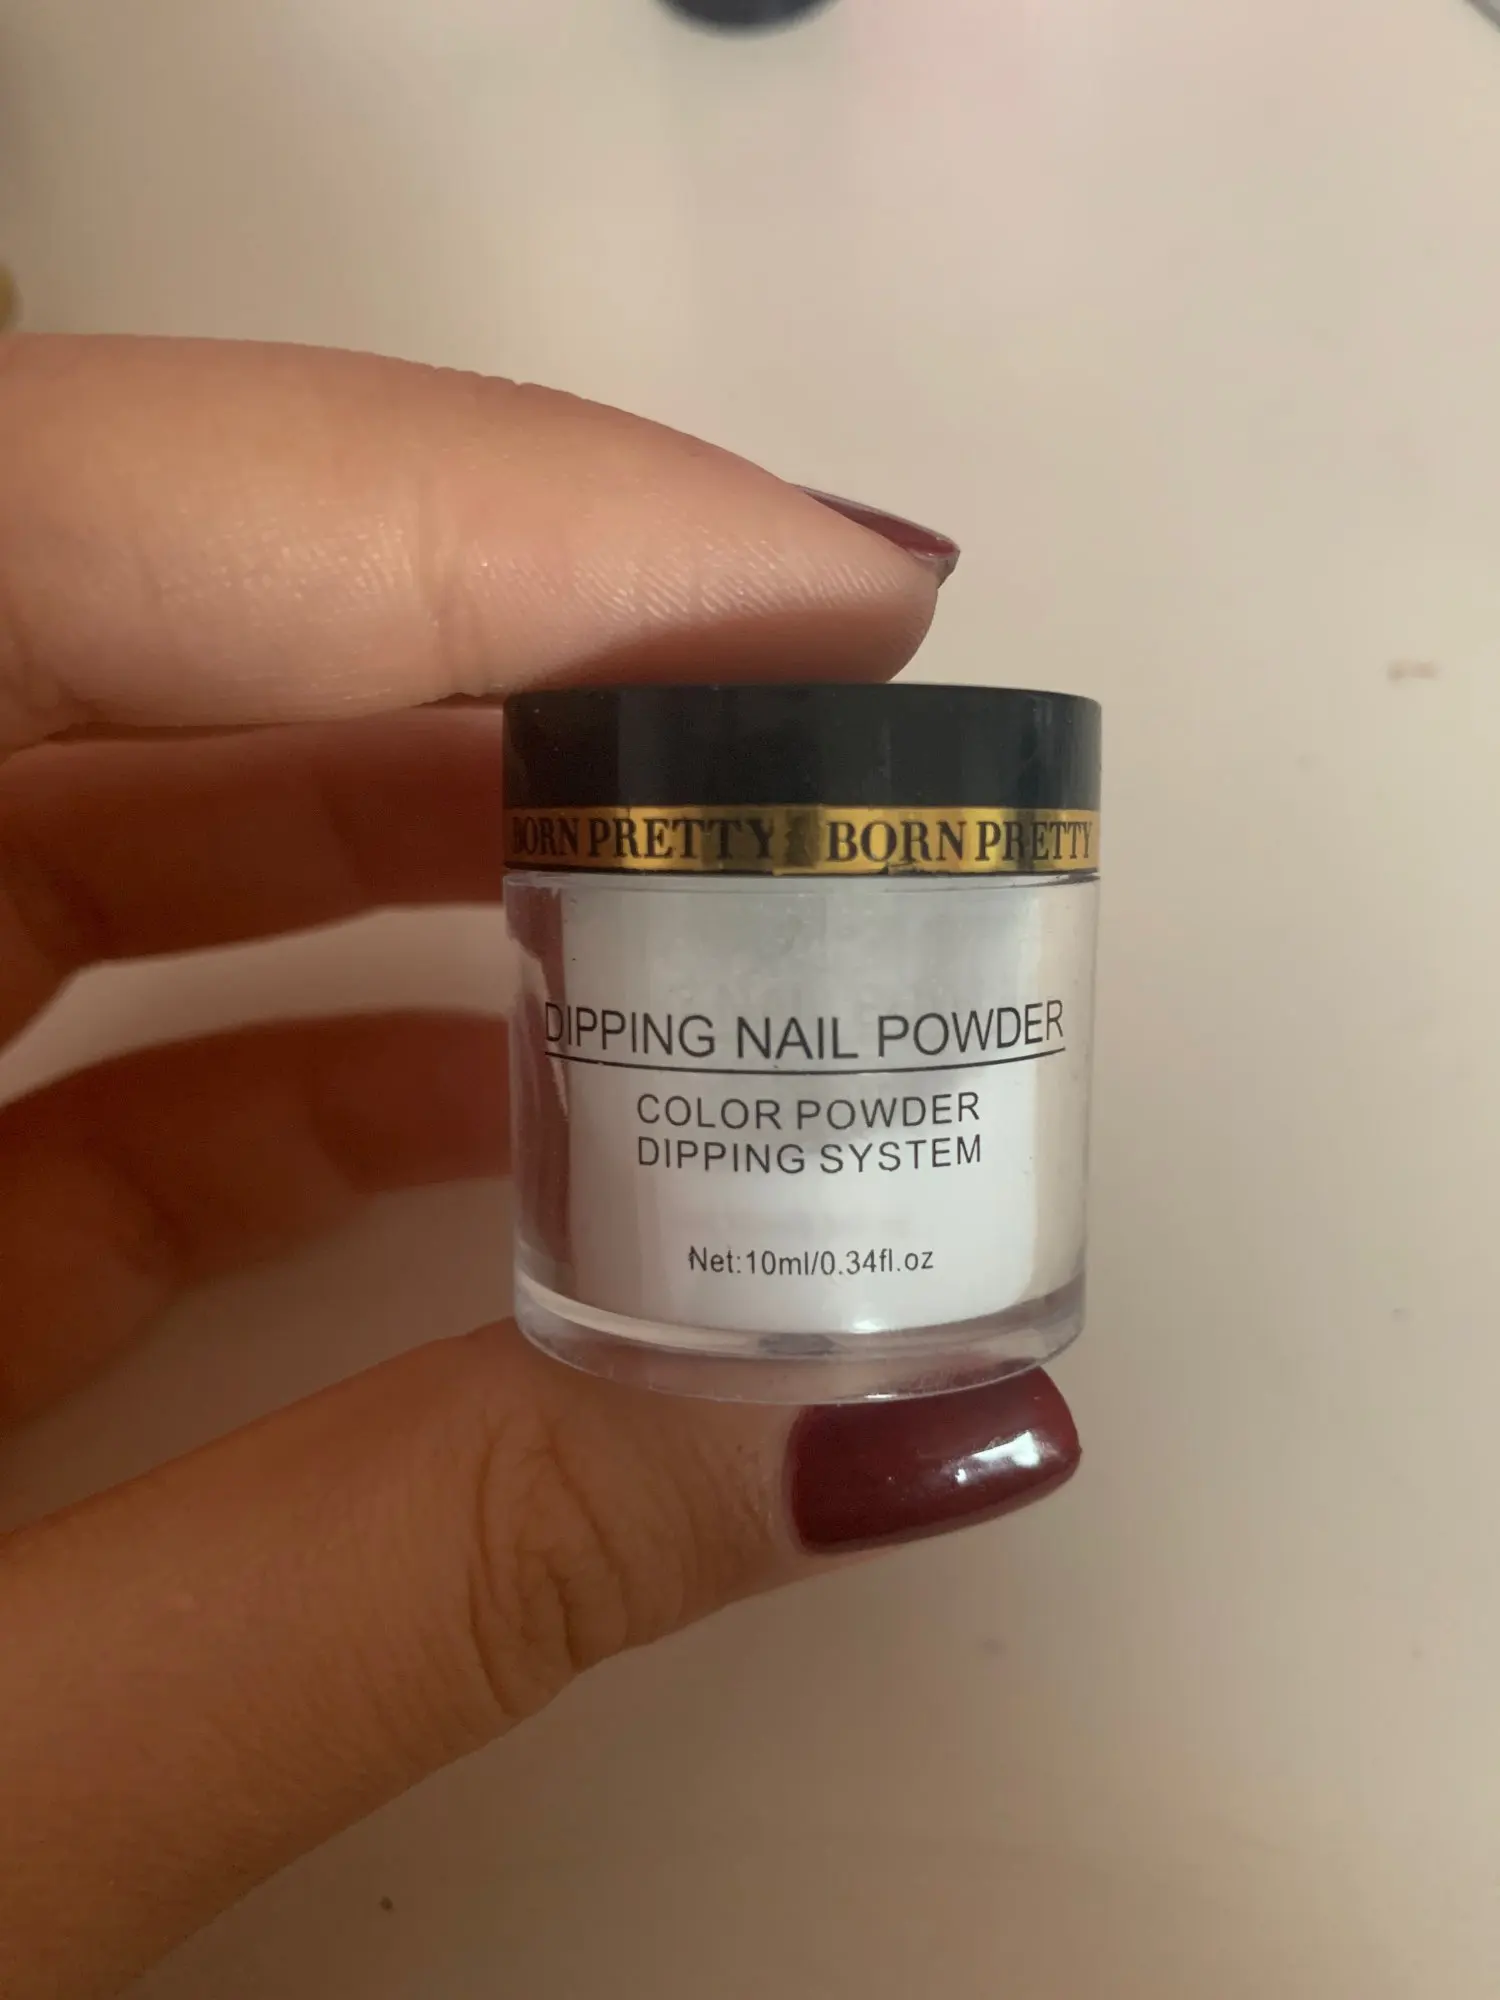 BORN PRETTY BORN PRETTY
DIPPING NAIL POWDER
COLOR POWDER
DIPPING SYSTEM
Net:10ml/0.34fl.oz